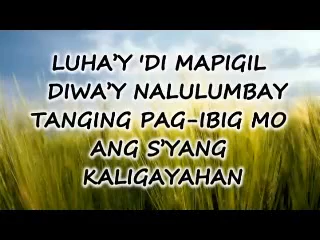 LUHA'Y 'DI MAPIGIL
DIWA'Y NALULUMBAY
TANGING PAG-IBIG MO
ANG S'YANG
KALIGAYAHAN